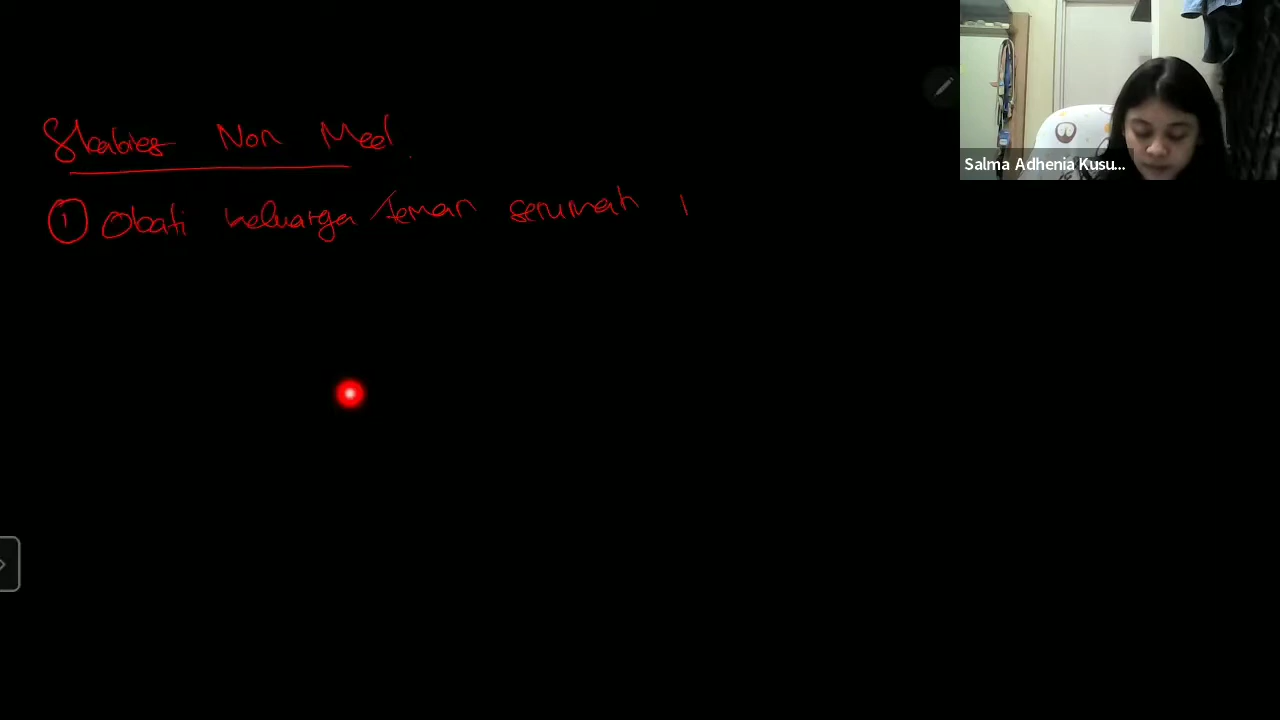 Skabies Non Med.
① Obati keluarga/teman serumah
Salma Adhenia Kusu...